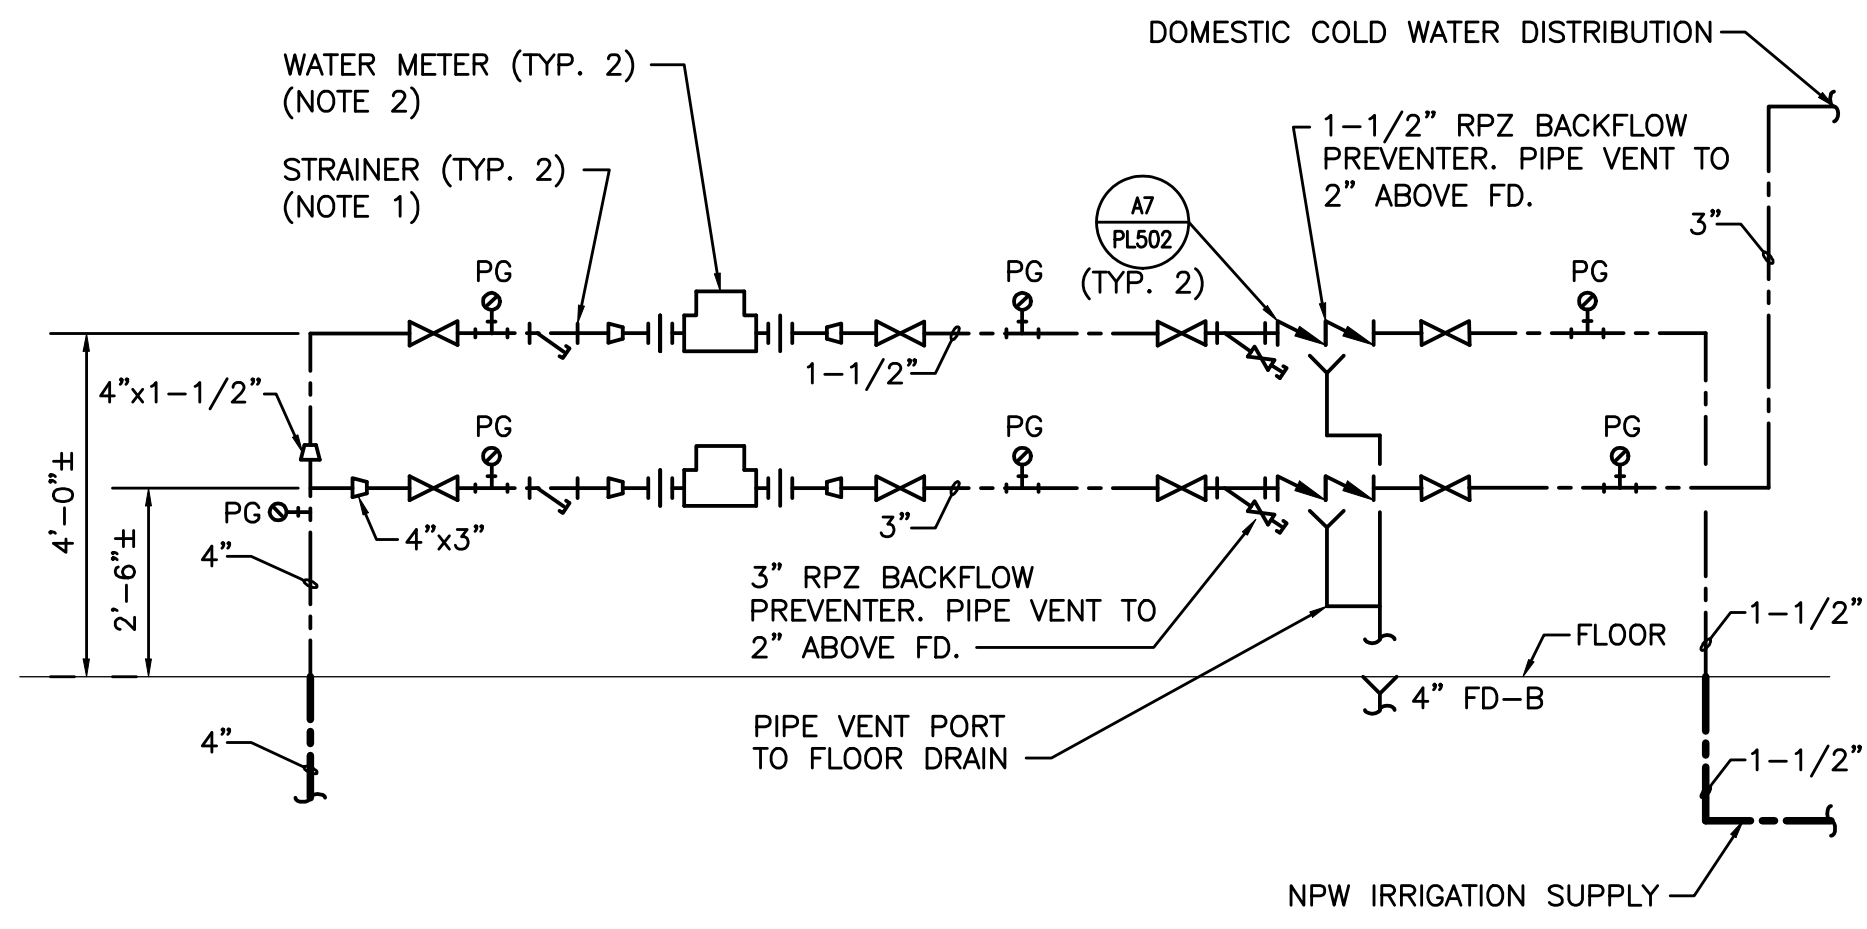 DOMESTIC COLD WATER DISTRIBUTION
WATER METER (TYP. 2)
(NOTE 2)
1-1/2" RPZ BACKFLOW
PREVENTER. PIPE VENT TO
2" ABOVE FD.
STRAINER (TYP. 2)
(NOTE 1)
A7
PL502
(TYP. 2)
3"
PG
PG
PG
1-1/2"
4"x1-1/2"
PG
PG
PG
4'-0"±
2'-6"±
PG
4"x3"
3"
4"
3" RPZ BACKFLOW
PREVENTER. PIPE VENT TO
2" ABOVE FD.
1-1/2"
FLOOR
4" FD-B
PIPE VENT PORT
TO FLOOR DRAIN
4"
1-1/2"
NPW IRRIGATION SUPPLY